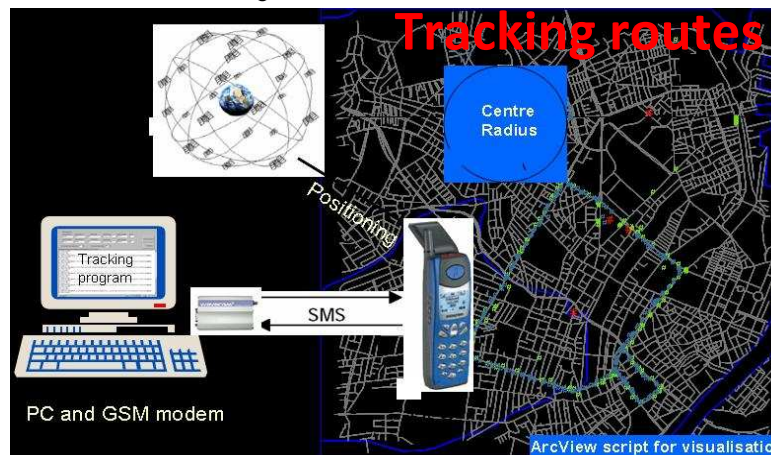 Tracking routes
Centre
Radius
Positioning
Tracking
program
SMS
PC and GSM modem
ArcView script for visualisatio